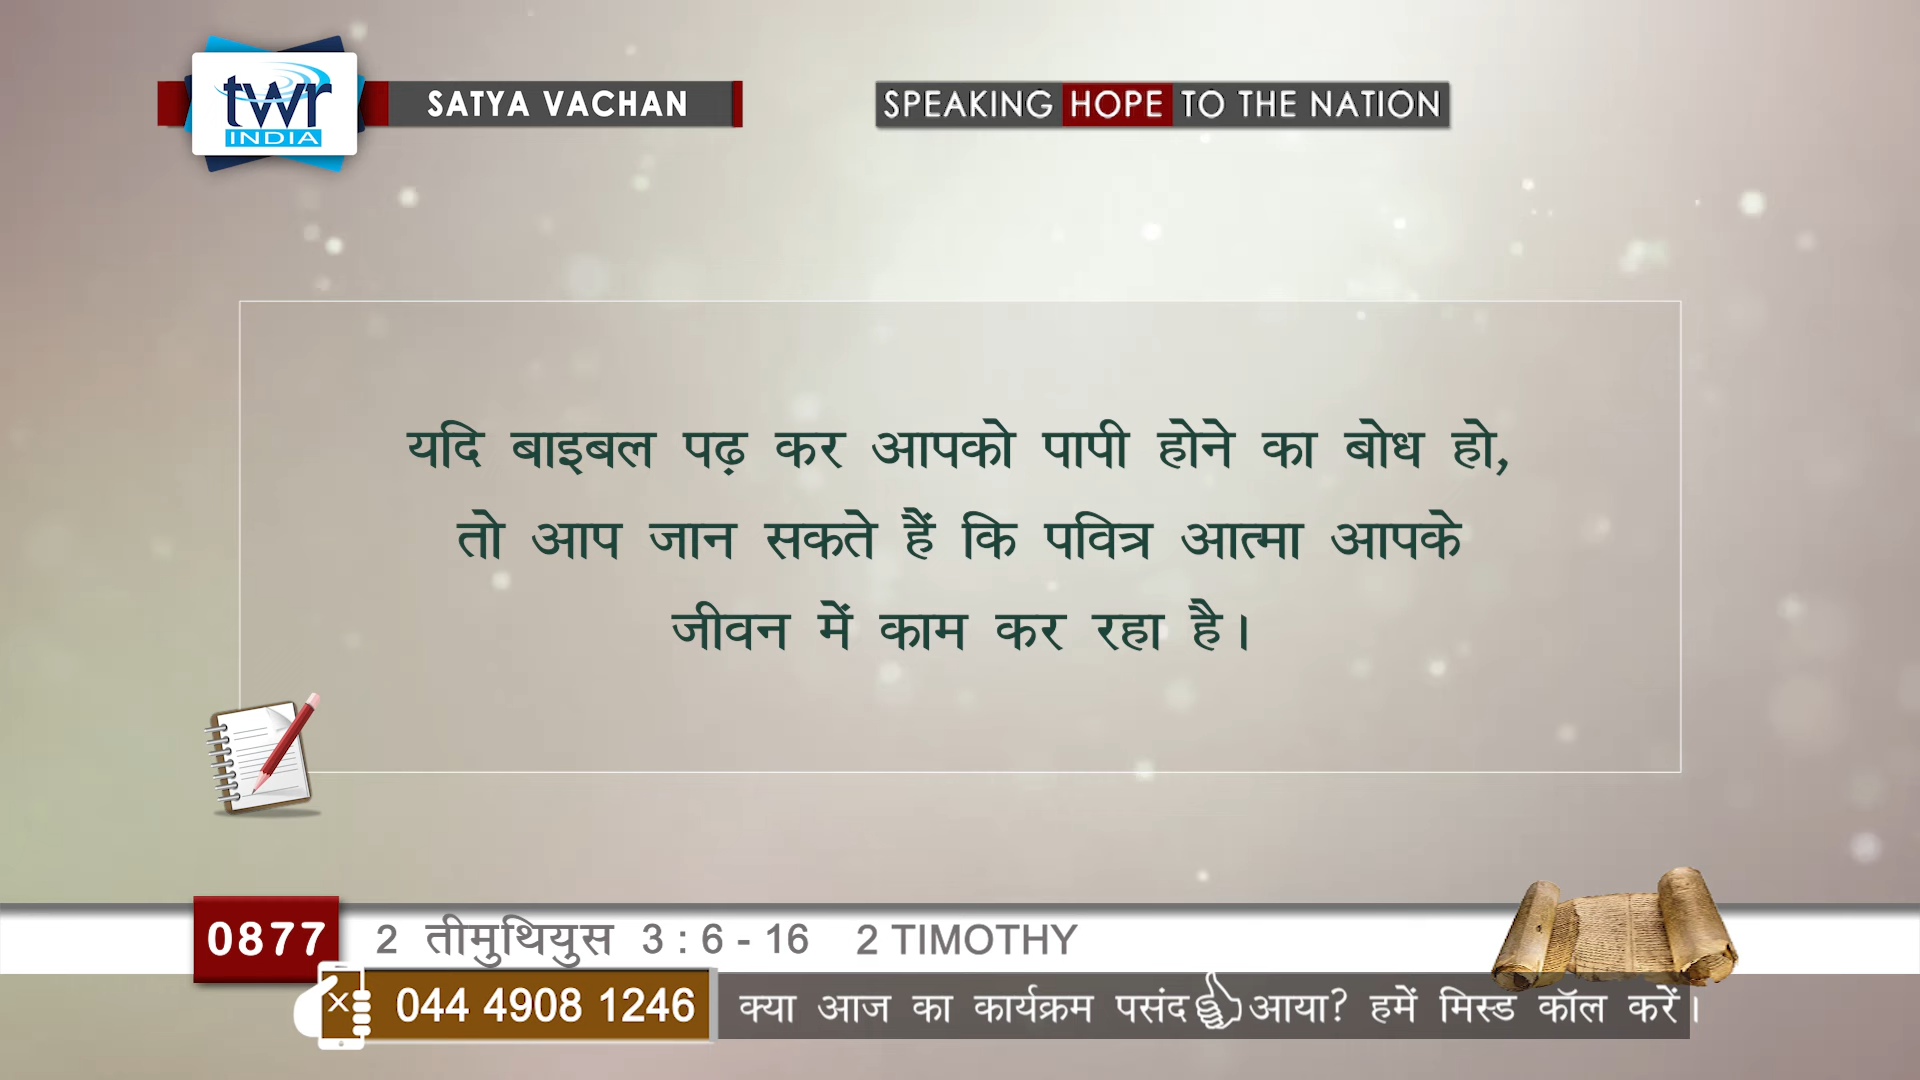 twr
INDIA
SATYA VACHAN
SPEAKING HOPE TO THE NATION
यदि बाइबल पढ़ कर आपको पापी होने का बोध हो,
तो आप जान सकते हैं कि पवित्र आत्मा आपके
जीवन में काम कर रहा है।
0877
2 तीमुथियुस 3 : 6 - 16 2 TIMOTHY
044 4908 1246
क्या आज का कार्यक्रम पसंद आया? हमें मिस्ड कॉल करें।